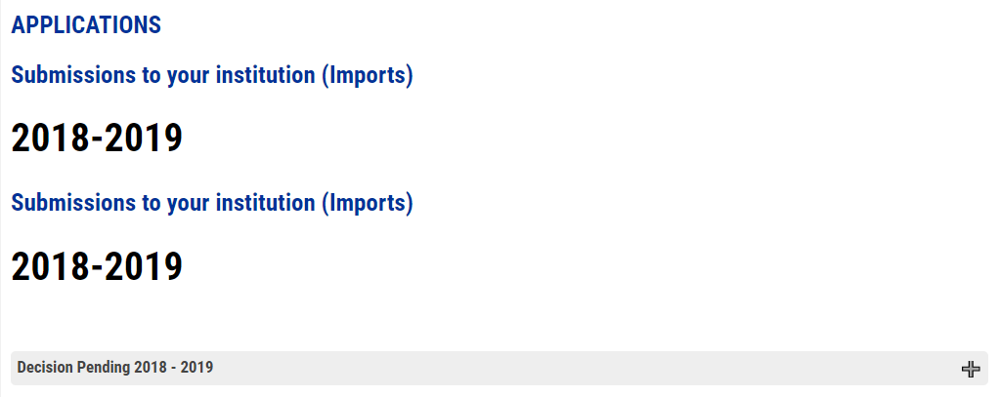 APPLICATIONS
Submissions to your institution (Imports)
2018-2019
Submissions to your institution (Imports)
2018-2019
Decision Pending 2018 - 2019